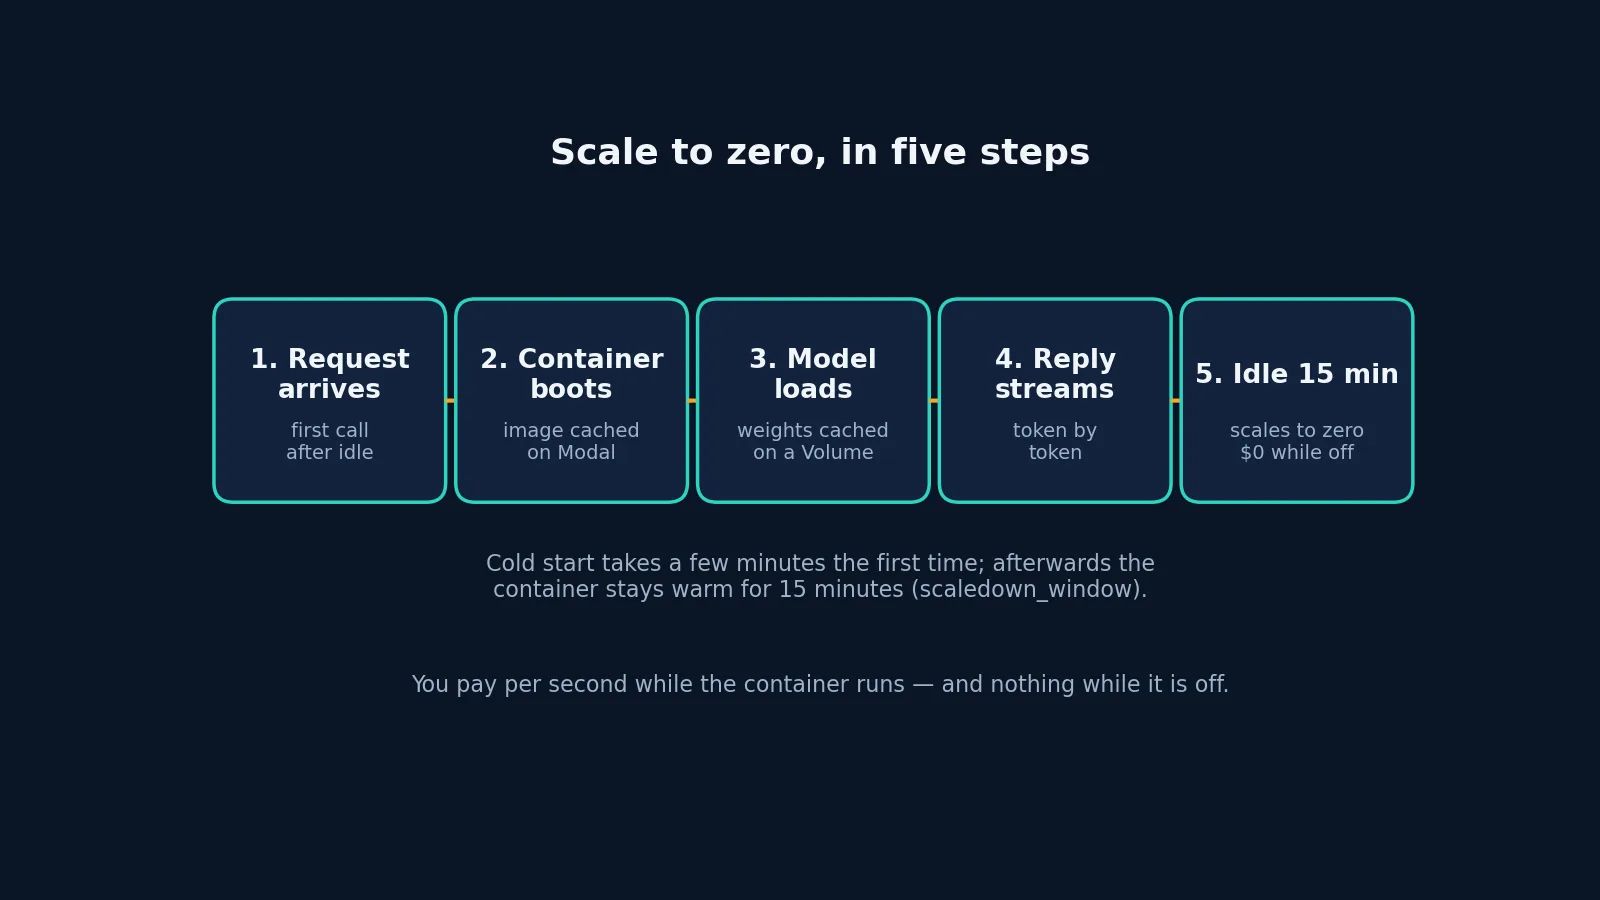 Scale to zero, in five steps
1. Request
arrives
first call
after idle
2. Container
boots
image cached
on Modal
3. Model
loads
weights cached
on a Volume
4. Reply
streams
token by
token
5. Idle 15 min
scales to zero
$0 while off
Cold start takes a few minutes the first time; afterwards the
container stays warm for 15 minutes (scaledown_window).
You pay per second while the container runs — and nothing while it is off.